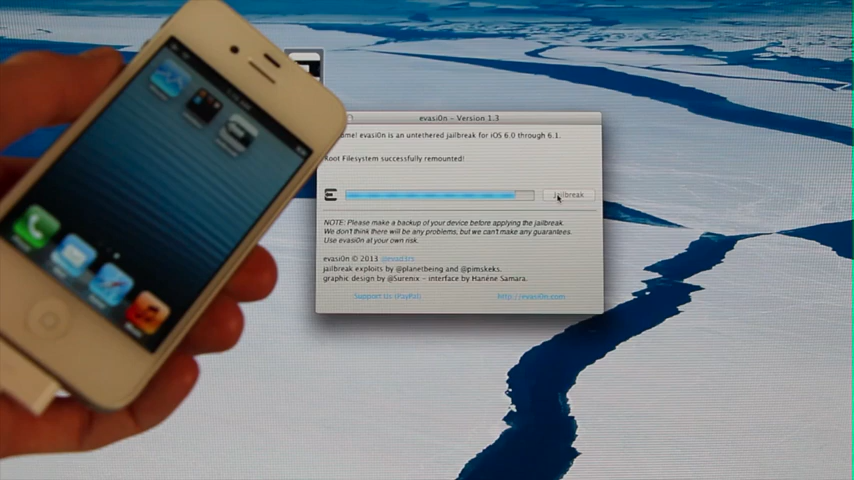 evasi0n - Version 1.3
ome! evasi0n is an untethered jailbreak for iOS 6.0 through 6.1.
Root Filesystem successfully remounted!
Jailbreak
NOTE: Please make a backup of your device before applying the jailbreak.
We don't think there will be any problems, but we can't make any guarantees.
Use evasi0n at your own risk.
evasi0n © 2013 @evad3rs
jailbreak exploits by @planetbeing and @pimskeks.
graphic design by @Surenix - interface by Hanéne Samara.
Support Us (PayPal)
http://evasi0n.com